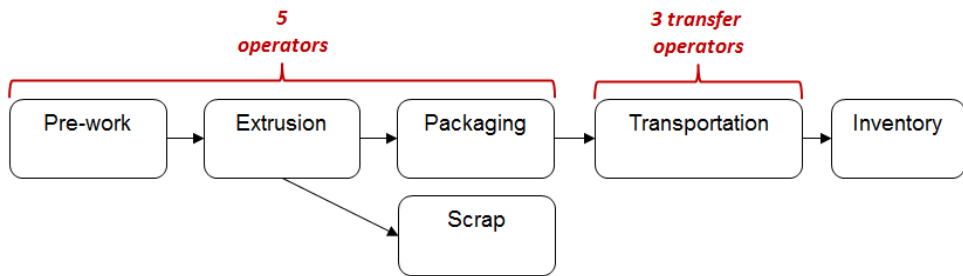 5
operators
3 transfer
operators
Pre-work
Extrusion
Packaging
Transportation
Inventory
Scrap